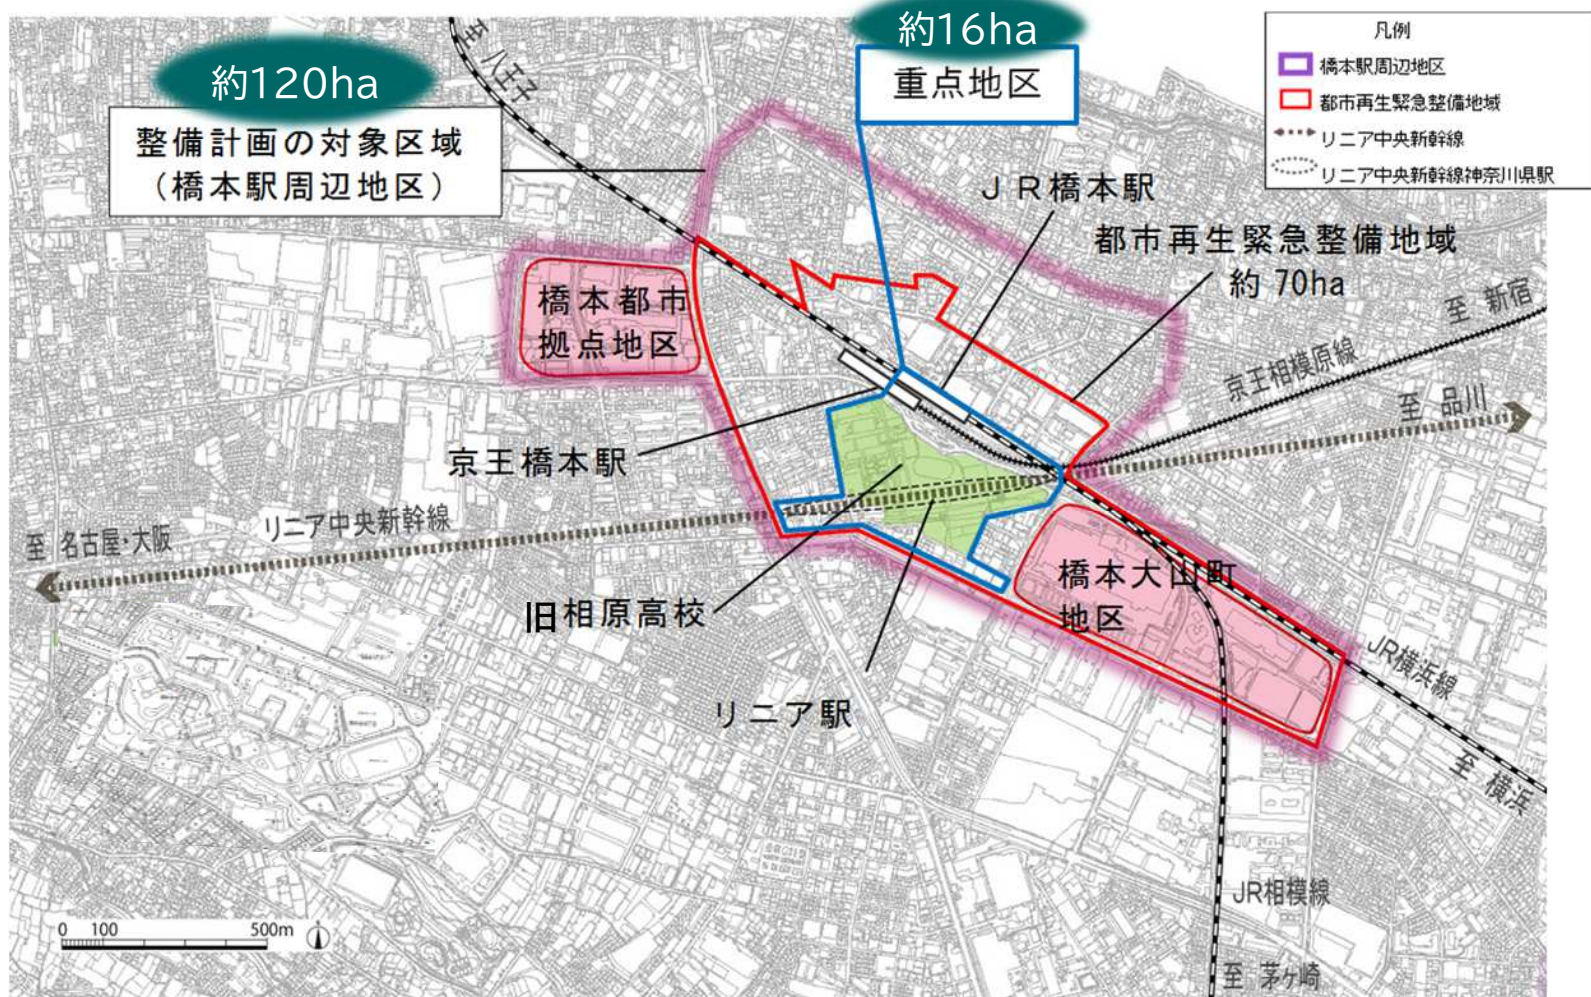 約16ha
重点地区
凡例
橋本駅周辺地区
都市再生緊急整備地域
リニア中央新幹線
リニア中央新幹線神奈川県駅
約120ha
整備計画の対象区域
(橋本駅周辺地区)
至 八王子
JR橋本駅
都市再生緊急整備地域
約 70ha
至 新宿
橋本都市
拠点地区
京王相模原線
至 品川
京王橋本駅
リニア中央新幹線
至 名古屋・大阪
旧相原高校
橋本大山町
地区
リニア駅
JR横浜線
至 横浜
JR相模線
至 茅ヶ崎
0 100 500m